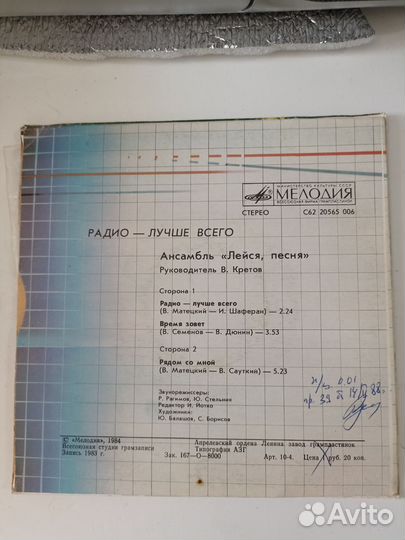 МИНИСТЕРСТВО КУЛЬТУРЫ СССР
МЕЛОДИЯ
ВСЕСОЮЗНАЯ ФИРМА ГРАМПЛАСТИНОК
СТЕРЕО С62 20565 006
РАДИО — ЛУЧШЕ ВСЕГО
Ансамбль «Лейся, песня»
Руководитель В. Кретов
Сторона 1
Радио — лучше всего
(В. Матецкий — И. Шаферан) — 2.24
Время зовет
(В. Семенов — В. Дюнин) — 3.53
Сторона 2
Рядом со мной
(В. Матецкий — В. Сауткин) — 5.23
Звукорежиссеры:
Р. Рагимов, Ю. Стельник
Редактор И. Йотко
Художники:
Ю. Балашов, С. Борисов
© «Мелодия», 1984
Всесоюзная студия грамзаписи
Запись 1983 г.
Апрелевский ордена Ленина завод грампластинок
Типография АЗГ
Зак. 167—О—8000 Арт. 10-4. Цена 1 руб. 20 коп.
Avito